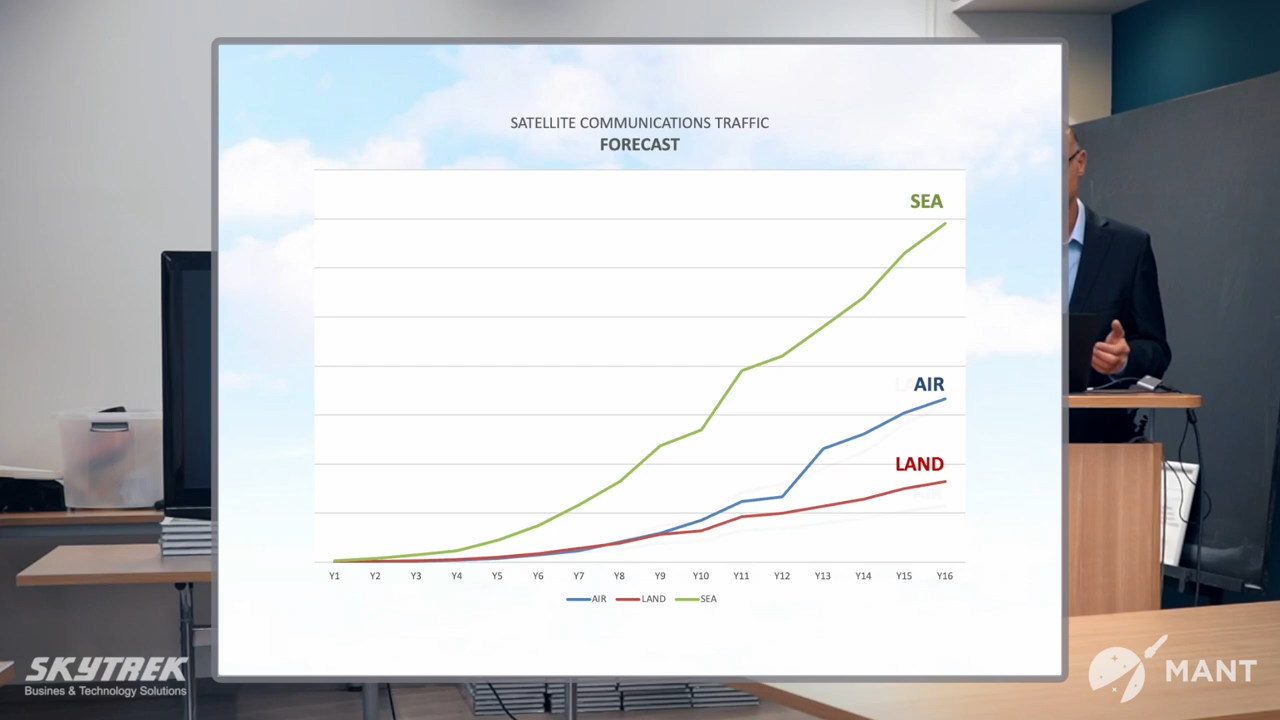 SATELLITE COMMUNICATIONS TRAFFIC
FORECAST
SEA
AIR
LAND
Y1 Y2 Y3 Y4 Y5 Y6 Y7 Y8 Y9 Y10 Y11 Y12 Y13 Y14 Y15 Y16
AIR LAND SEA
SKYTREK
Busines & Technology Solutions
MANT